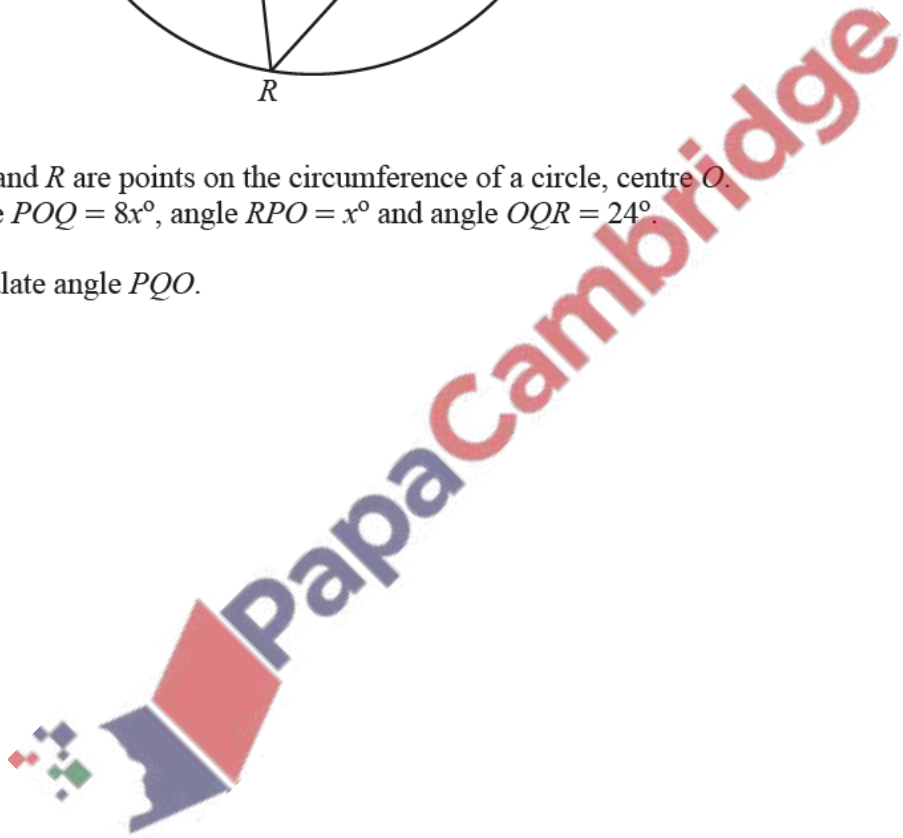 R
and R are points on the circumference of a circle, centre O.
POQ = 8x°, angle RPO = x° and angle OQR = 24°.
late angle PQO.
PapaCambridge